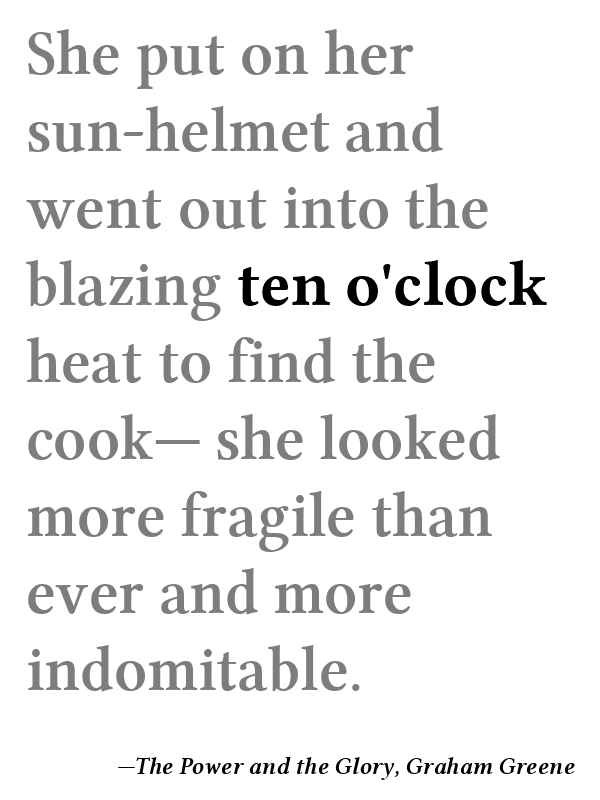 She put on her
sun-helmet and
went out into the
blazing ten o'clock
heat to find the
cook— she looked
more fragile than
ever and more
indomitable.
—The Power and the Glory, Graham Greene